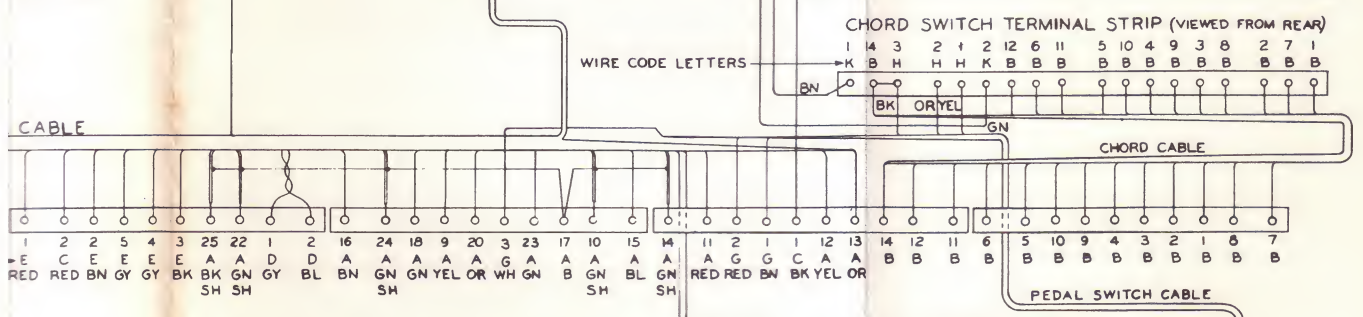 CHORD SWITCH TERMINAL STRIP (VIEWED FROM REAR)
1 14 3 2 1 2 12 6 11 5 10 4 9 3 8 2 7 1
WIRE CODE LETTERS K B H H H K B B B B B B B B B B B B
BN
BK OR YEL
GN
CABLE
CHORD CABLE
1 2 2 5 4 3 25 22 1 2 16 24 18 9 20 3 23 17 10 15 14 11 2 1 1 12 13 14 12 11 6 5 10 9 4 3 2 1 8 7
E C E E E E A A D D A A A A A G A A A A A A G G C A A B B B B B B B B B B B B B
RED RED BN GY GY BK BK GN GY BL BN GN GN YEL OR WH GN B GN BL GN RED RED BN BK YEL OR
SH SH SH SH SH
PEDAL SWITCH CABLE